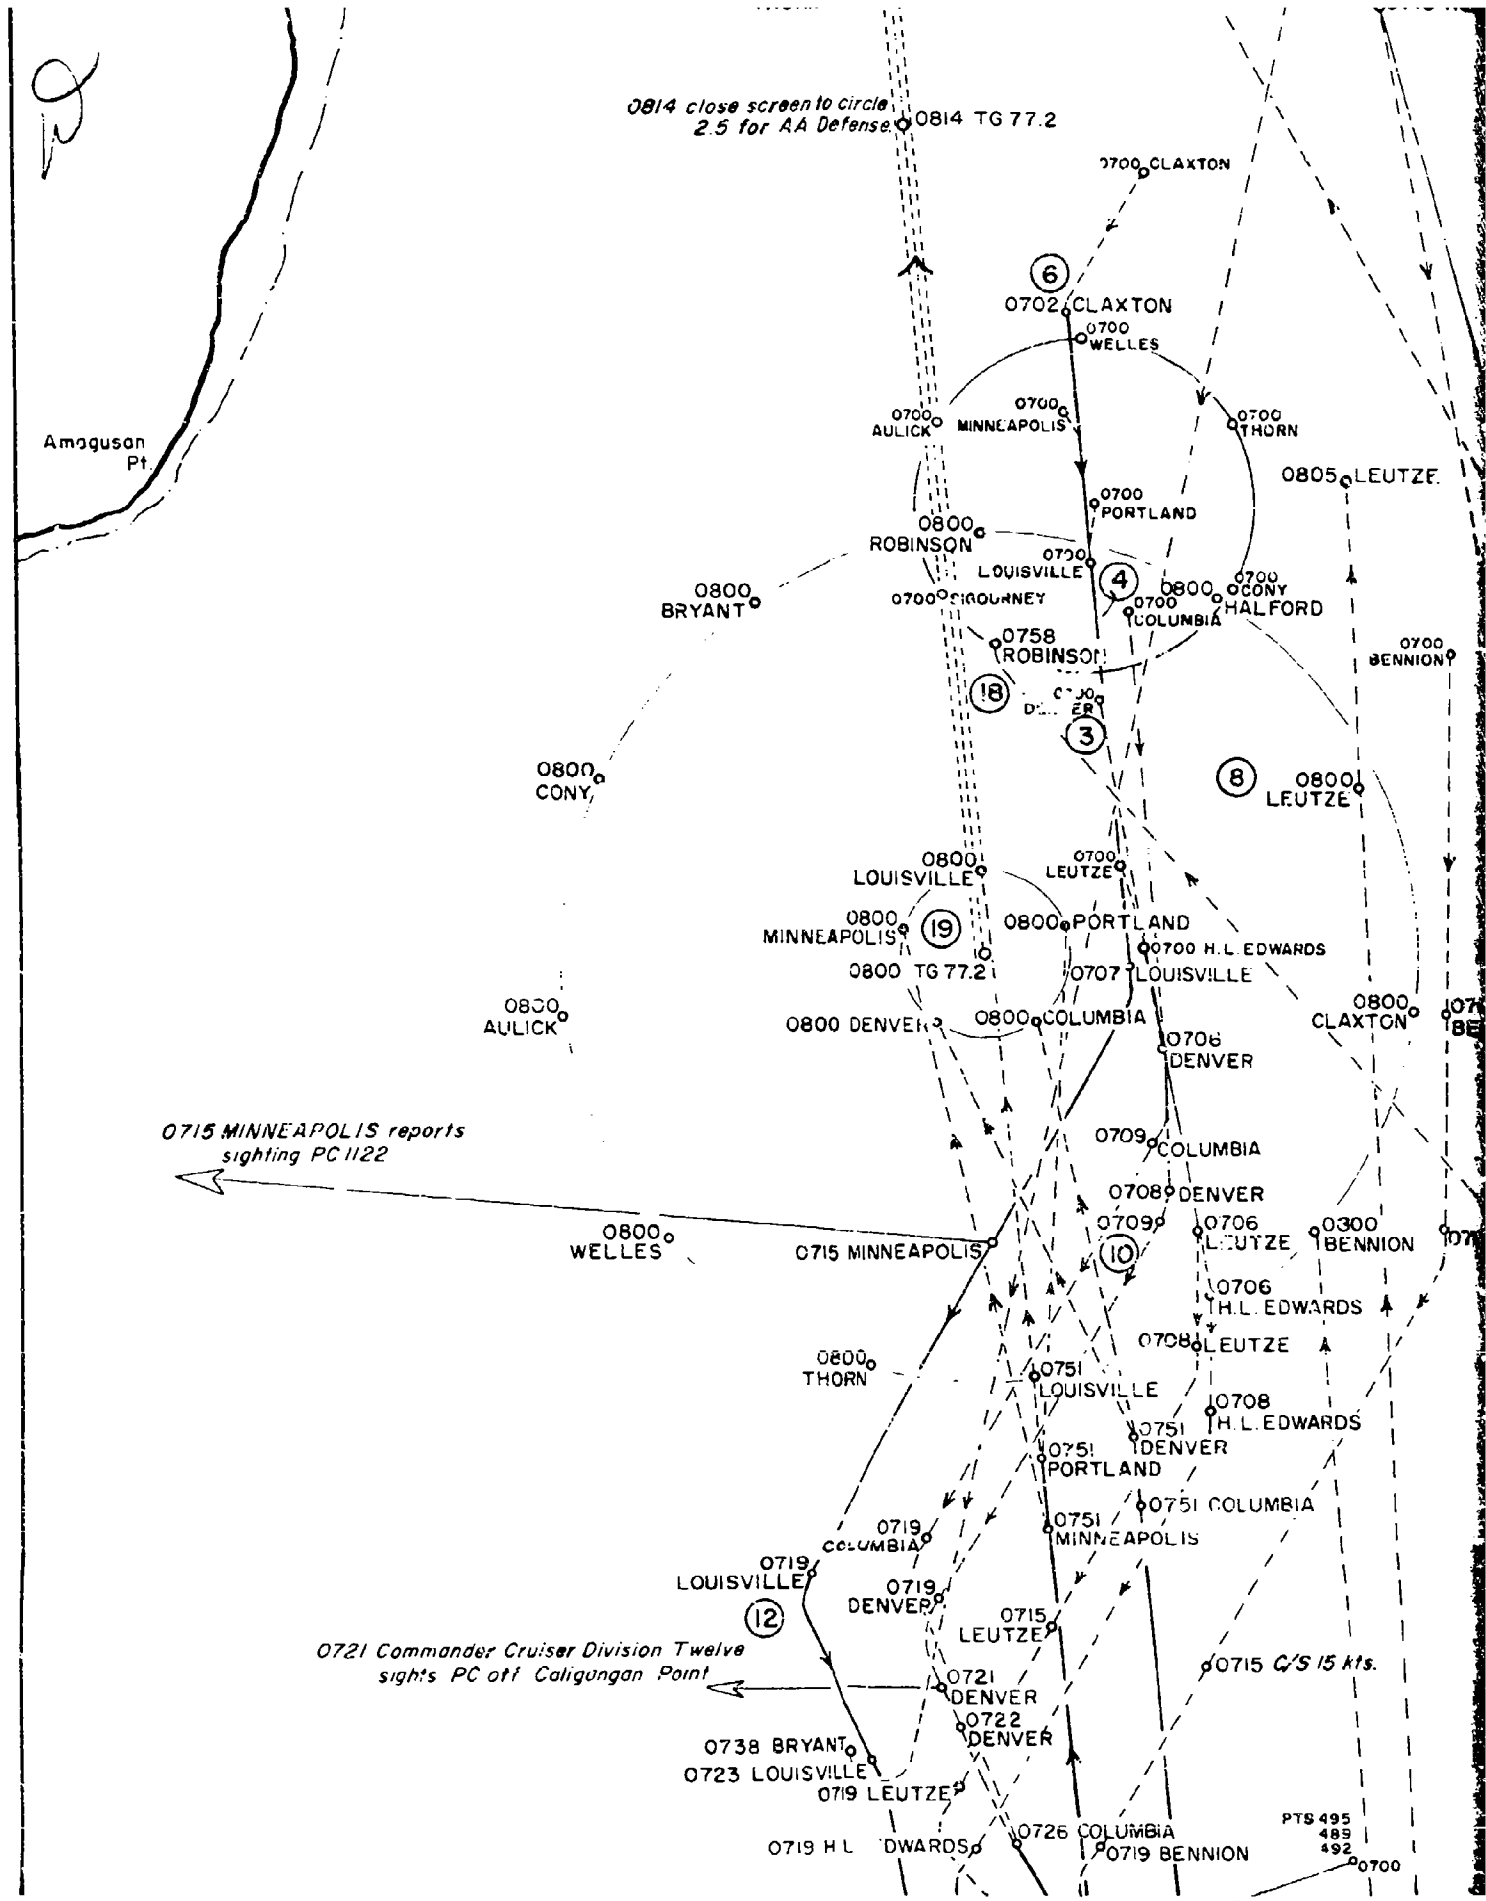 0814 close screen to circle
2.5 for AA Defense.
0814 TG 77.2
0700 CLAXTON
6
0702 CLAXTON
0700
WELLES
0700
AULICK
0700
MINNEAPOLIS
0700
THORN
Amagusan
Pt.
0805 LEUTZE
0700
PORTLAND
0800
ROBINSON
0700
LOUISVILLE
4
0800
BRYANT
0700 SIGOURNEY
0700
COLUMBIA
0800
HALFORD
0700
CONY
0758
ROBINSON
0700
BENNION
18
3
0800
CONY
8
0800
LEUTZE
0800
LOUISVILLE
0700
LEUTZE
0800
MINNEAPOLIS
19
0800 PORTLAND
0700 H.L. EDWARDS
0800 TG 77.2
0707 LOUISVILLE
0800
AULICK
0800 DENVER
0800 COLUMBIA
0800
CLAXTON
0706
DENVER
0715 MINNEAPOLIS reports
sighting PC 1122
0709
COLUMBIA
0708 DENVER
0709
10
0800
WELLES
0715 MINNEAPOLIS
0706
LEUTZE
0300
BENNION
0706
H.L. EDWARDS
0708 LEUTZE
0800
THORN
0751
LOUISVILLE
0708
H.L. EDWARDS
0751
DENVER
0751
PORTLAND
0751 COLUMBIA
0719
COLUMBIA
0751
MINNEAPOLIS
0719
LOUISVILLE
12
0719
DENVER
0715
LEUTZE
0721 Commander Cruiser Division Twelve
sights PC off Caligangan Point
0715 C/S 15 kts.
0721
DENVER
0722
DENVER
0738 BRYANT
0723 LOUISVILLE
0719 LEUTZE
0719 H L EDWARDS
0726 COLUMBIA
0719 BENNION
PTS 495
489
492
0700